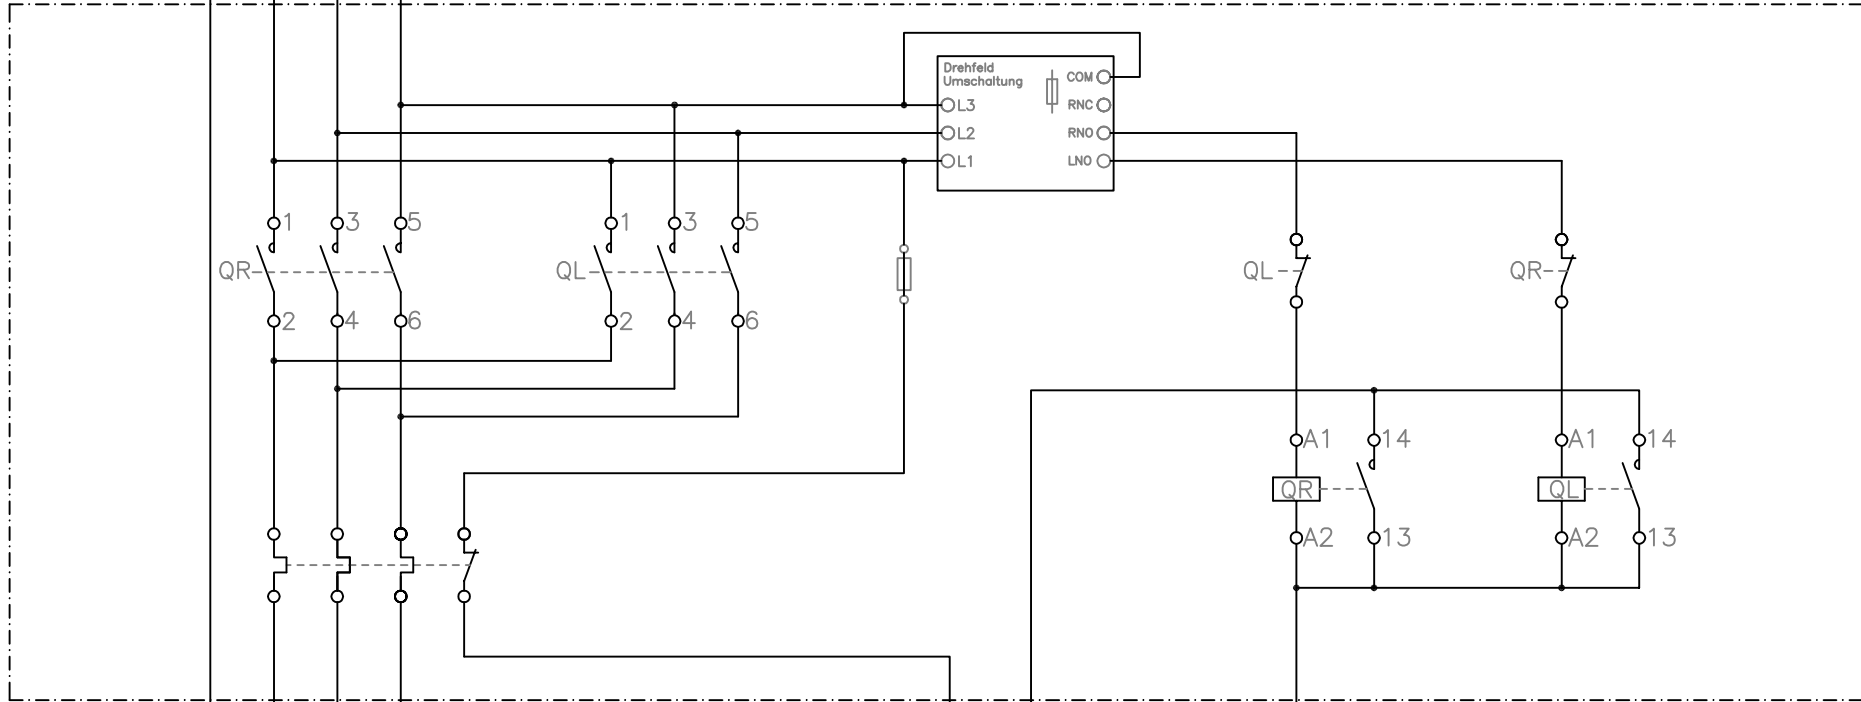 Drehfeld
Umschaltung
COM
L3
RNC
L2
RNO
L1
LNO
1
3
5
1
3
5
QR
QL
QL
QR
2
4
6
2
4
6
A1
14
A1
14
QR
QL
A2
13
A2
13